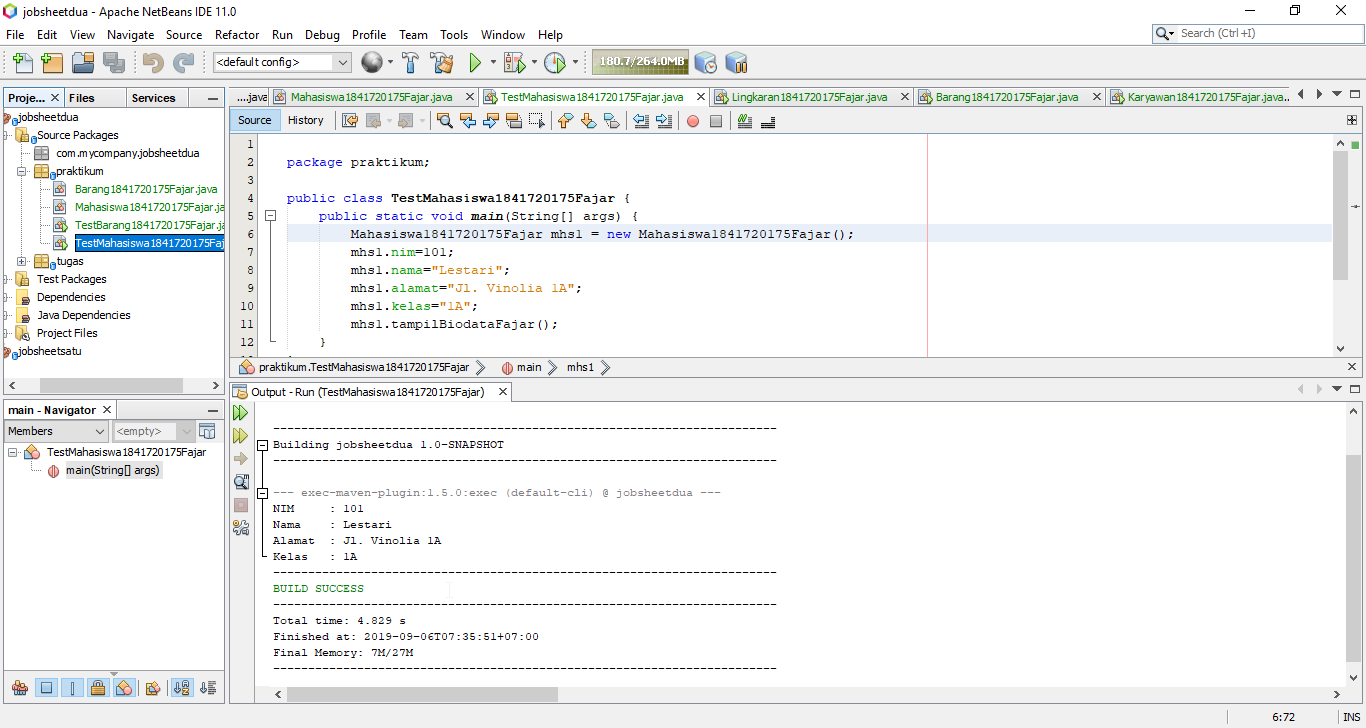 jobsheetdua - Apache NetBeans IDE 11.0
File Edit View Navigate Source Refactor Run Debug Profile Team Tools Window Help
Search (Ctrl+I)
<default config>
180.7/264.0MB
Proje... Files Services
jobsheetdua
Source Packages
com.mycompany.jobsheetdua
praktikum
Barang1841720175Fajar.java
Mahasiswa1841720175Fajar.ja
TestBarang1841720175Fajar.ja
TestMahasiswa1841720175Faj
tugas
Test Packages
Dependencies
Java Dependencies
Project Files
jobsheetsatu
main - Navigator
Members <empty>
TestMahasiswa1841720175Fajar
main(String[] args)
....java Mahasiswa1841720175Fajar.java TestMahasiswa1841720175Fajar.java Lingkaran1841720175Fajar.java Barang1841720175Fajar.java Karyawan1841720175Fajar.java...
Source History
1
2 package praktikum;
3
4 public class TestMahasiswa1841720175Fajar {
5 public static void main(String[] args) {
6 Mahasiswa1841720175Fajar mhs1 = new Mahasiswa1841720175Fajar();
7 mhs1.nim=101;
8 mhs1.nama="Lestari";
9 mhs1.alamat="Jl. Vinolia 1A";
10 mhs1.kelas="1A";
11 mhs1.tampilBiodataFajar();
12 }
praktikum.TestMahasiswa1841720175Fajar main mhs1
Output - Run (TestMahasiswa1841720175Fajar)
------------------------------------------------------------------------
Building jobsheetdua 1.0-SNAPSHOT
------------------------------------------------------------------------
--- exec-maven-plugin:1.5.0:exec (default-cli) @ jobsheetdua ---
NIM : 101
Nama : Lestari
Alamat : Jl. Vinolia 1A
Kelas : 1A
------------------------------------------------------------------------
BUILD SUCCESS
------------------------------------------------------------------------
Total time: 4.829 s
Finished at: 2019-09-06T07:35:51+07:00
Final Memory: 7M/27M
------------------------------------------------------------------------
6:72 INS